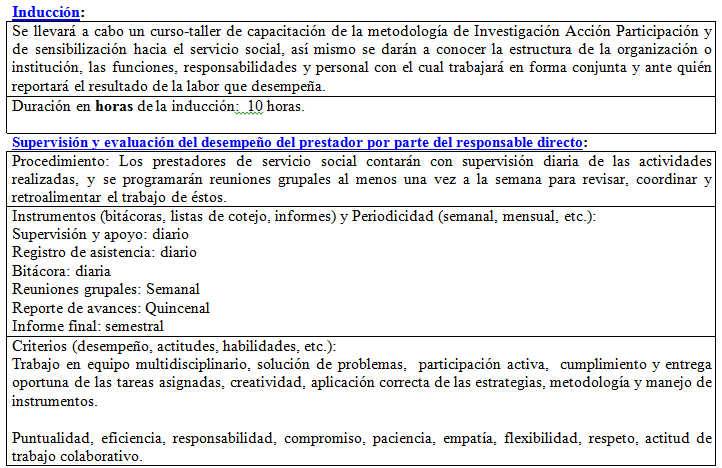 Inducción:
Se llevará a cabo un curso-taller de capacitación de la metodología de Investigación Acción Participación y
de sensibilización hacia el servicio social, así mismo se darán a conocer la estructura de la organización o
institución, las funciones, responsabilidades y personal con el cual trabajará en forma conjunta y ante quién
reportará el resultado de la labor que desempeña.
Duración en horas de la inducción: 10 horas.
Supervisión y evaluación del desempeño del prestador por parte del responsable directo:
Procedimiento: Los prestadores de servicio social contarán con supervisión diaria de las actividades
realizadas, y se programarán reuniones grupales al menos una vez a la semana para revisar, coordinar y
retroalimentar el trabajo de éstos.
Instrumentos (bitácoras, listas de cotejo, informes) y Periodicidad (semanal, mensual, etc.):
Supervisión y apoyo: diario
Registro de asistencia: diario
Bitácora: diaria
Reuniones grupales: Semanal
Reporte de avances: Quincenal
Informe final: semestral
Criterios (desempeño, actitudes, habilidades, etc.):
Trabajo en equipo multidisciplinario, solución de problemas, participación activa, cumplimiento y entrega
oportuna de las tareas asignadas, creatividad, aplicación correcta de las estrategias, metodología y manejo de
instrumentos.
Puntualidad, eficiencia, responsabilidad, compromiso, paciencia, empatía, flexibilidad, respeto, actitud de
trabajo colaborativo.